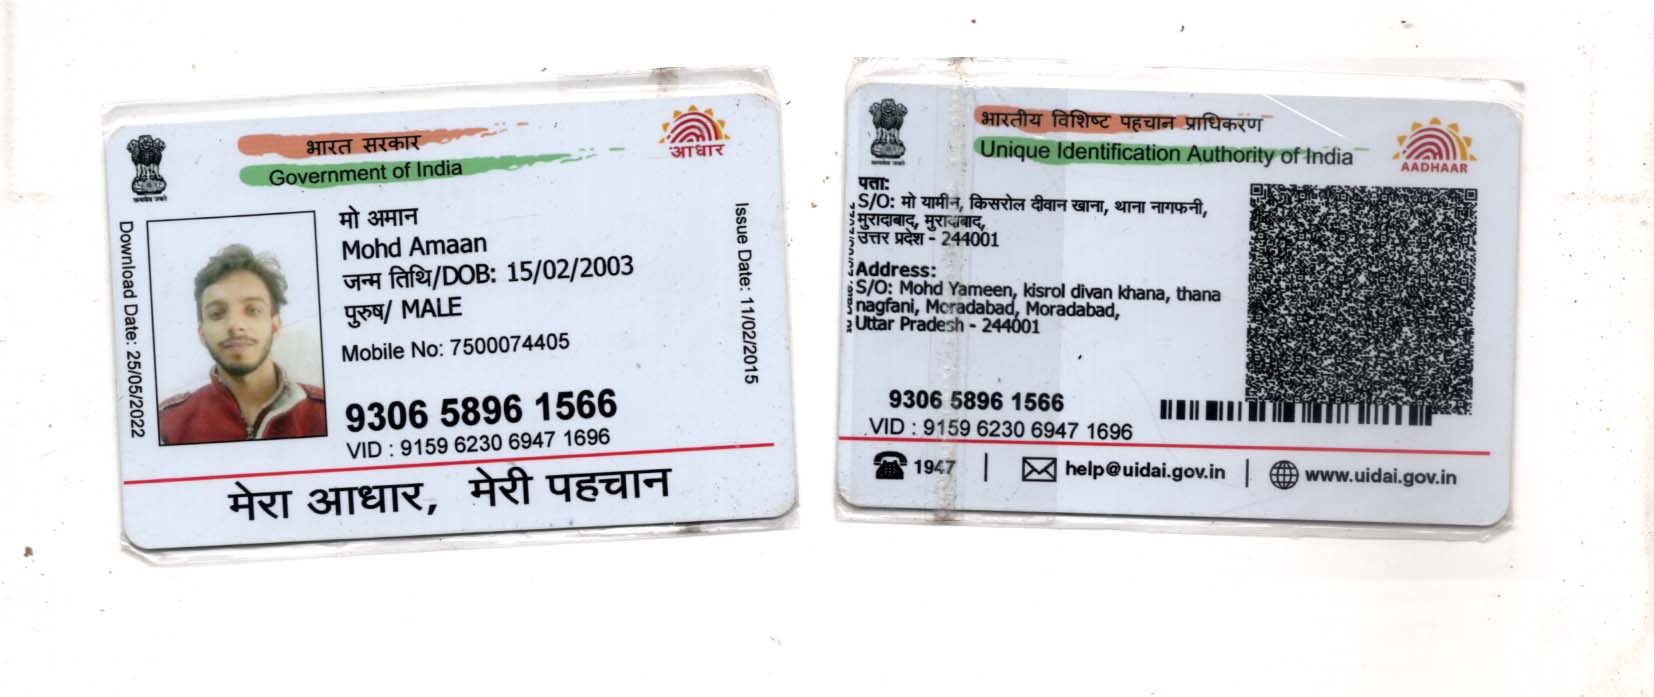 भारत सरकार
Government of India
आधार
Download Date: 25/05/2022
मो अमान
Mohd Amaan
जन्म तिथि/DOB: 15/02/2003
पुरुष/ MALE
Mobile No: 7500074405
Issue Date: 11/02/2015
9306 5896 1566
VID : 9159 6230 6947 1696
मेरा आधार, मेरी पहचान
भारतीय विशिष्ट पहचान प्राधिकरण
Unique Identification Authority of India
AADHAAR
पता:
S/O: मो यामीन, किसरोल दीवान खाना, थाना नागफनी,
मुरादाबाद, मुरादाबाद,
उत्तर प्रदेश - 244001
Address:
S/O: Mohd Yameen, kisrol divan khana, thana
nagfani, Moradabad, Moradabad,
Uttar Pradesh - 244001
9306 5896 1566
VID : 9159 6230 6947 1696
1947
help@uidai.gov.in
www.uidai.gov.in